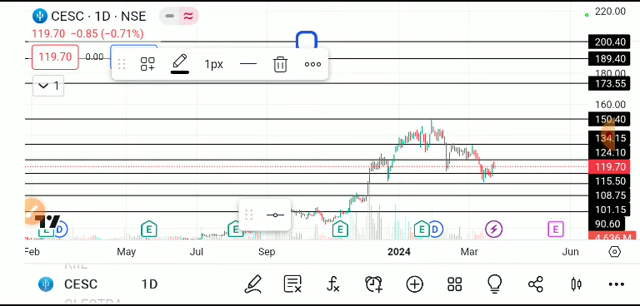 CESC · 1D · NSE
220.00
119.70 −0.85 (−0.71%)
200.40
119.70
0.00
189.40
1px
180.00
1
173.55
160.00
150.40
134.15
124.10
119.70
115.50
108.75
101.15
90.60
4.636 M
E D E E E E D E
Feb May Jul Sep 2024 Mar Jun
CESC 1D